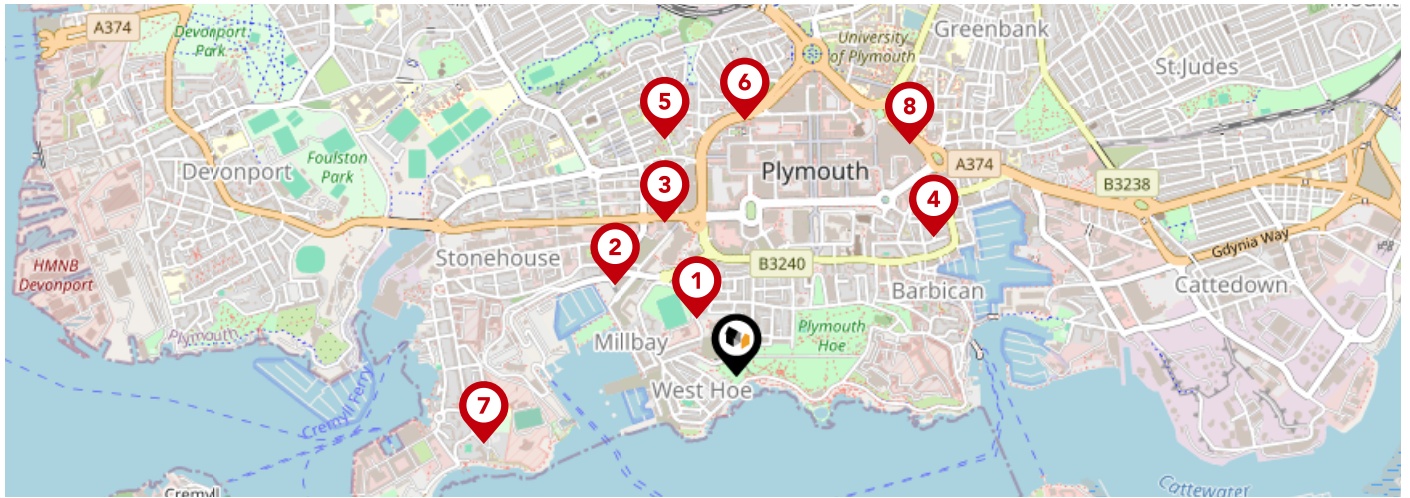 A374
Devonport
Park
University
of Plymouth
Greenbank
St.Judes
6
5
8
Devonport
Foulston
Park
Plymouth
A374
B3238
3
4
HMNB
Devonport
Stonehouse
2
B3240
Gdynia Way
1
Barbican
Cattedown
Plymouth
Millbay
Plymouth
Hoe
West Hoe
Cremyll Ferry
7
Cremyll
Cattewater